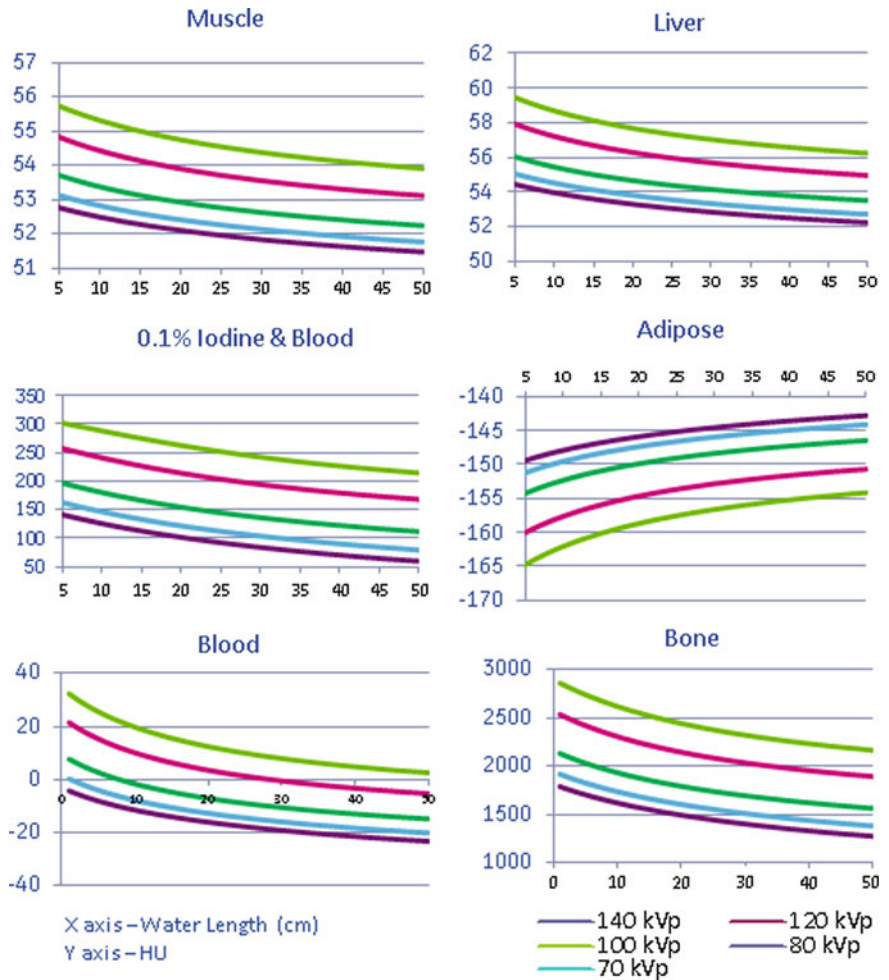 Muscle
57
56
55
54
53
52
51
5 10 15 20 25 30 35 40 45 50
Liver
62
60
58
56
54
52
50
5 10 15 20 25 30 35 40 45 50
0.1% Iodine & Blood
350
300
250
200
150
100
50
5 10 15 20 25 30 35 40 45 50
Adipose
5 10 15 20 25 30 35 40 45 50
-140
-145
-150
-155
-160
-165
-170
Blood
40
20
0
-20
-40
0 10 20 30 40 50
Bone
3000
2500
2000
1500
1000
0 10 20 30 40 50
X axis – Water Length (cm)
Y axis – HU
140 kVp 120 kVp
100 kVp 80 kVp
70 kVp